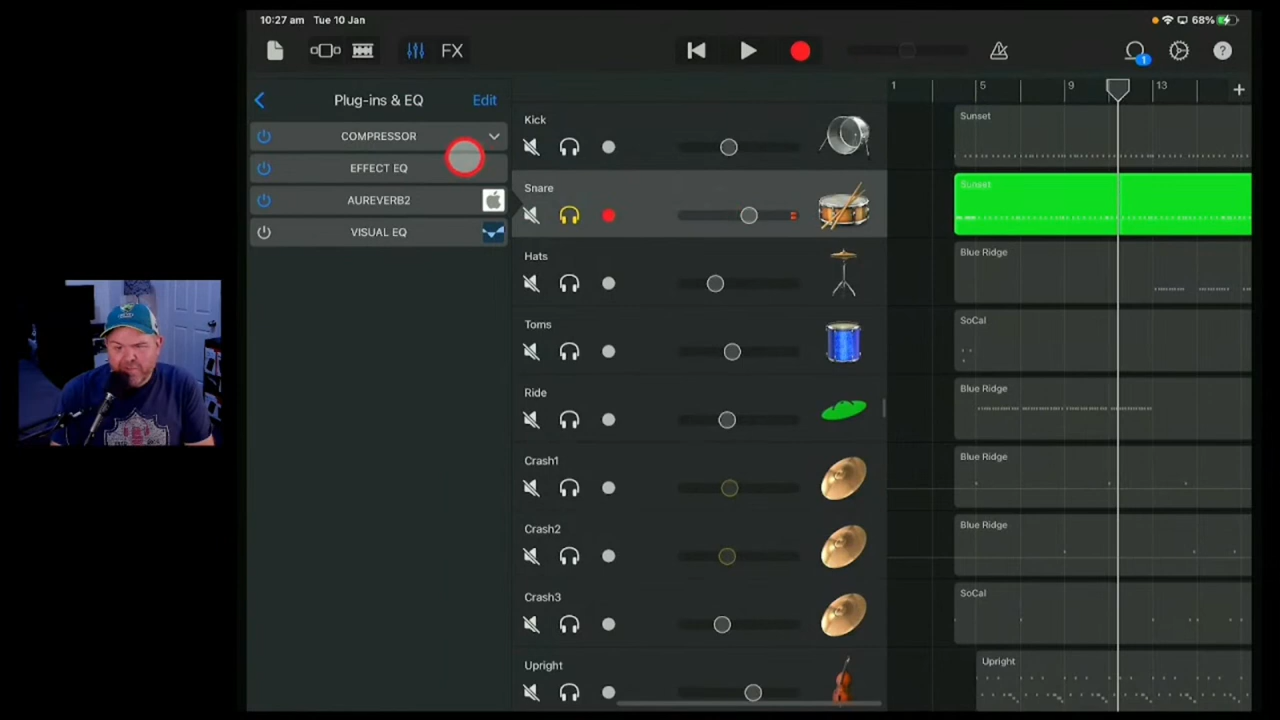 10:27 am Tue 10 Jan
68%
FX
1
?
Plug-ins & EQ
Edit
COMPRESSOR
EFFECT EQ
AUREVERB2
VISUAL EQ
1 5 9 13 +
Kick
Sunset
Snare
Sunset
Hats
Blue Ridge
Toms
SoCal
Ride
Blue Ridge
Crash1
Blue Ridge
Crash2
Blue Ridge
Crash3
SoCal
Upright
Upright